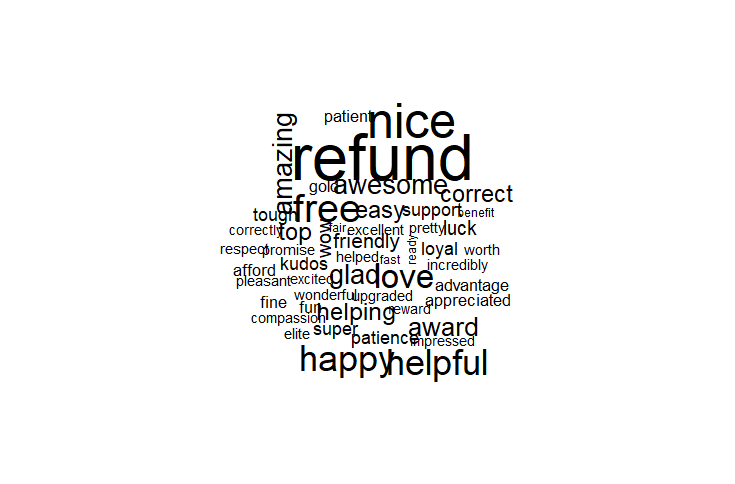 patient
nice
amazing
refund
gold
awesome
correct
free
easy
support
benefit
tough
luck
correctly
top
wow
fair
excellent
pretty
friendly
ready
respect
promise
loyal
worth
helped
fast
kudos
incredibly
afford
glad
love
pleasant
excited
advantage
wonderful
upgraded
appreciated
fine
fun
helping
reward
compassion
super
award
elite
patience
impressed
happy
helpful